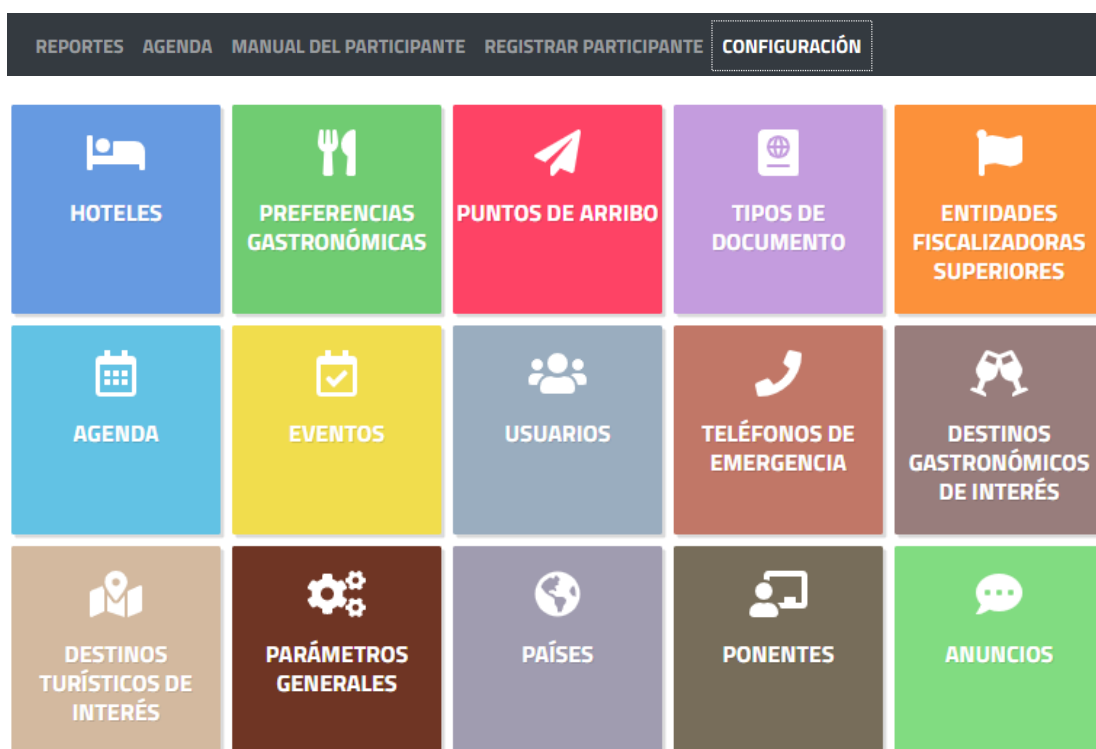 REPORTES AGENDA MANUAL DEL PARTICIPANTE REGISTRAR PARTICIPANTE CONFIGURACIÓN
HOTELES
PREFERENCIAS
GASTRONÓMICAS
PUNTOS DE ARRIBO
TIPOS DE
DOCUMENTO
ENTIDADES
FISCALIZADORAS
SUPERIORES
AGENDA
EVENTOS
USUARIOS
TELÉFONOS DE
EMERGENCIA
DESTINOS
GASTRONÓMICOS
DE INTERÉS
DESTINOS
TURÍSTICOS DE
INTERÉS
PARÁMETROS
GENERALES
PAÍSES
PONENTES
ANUNCIOS